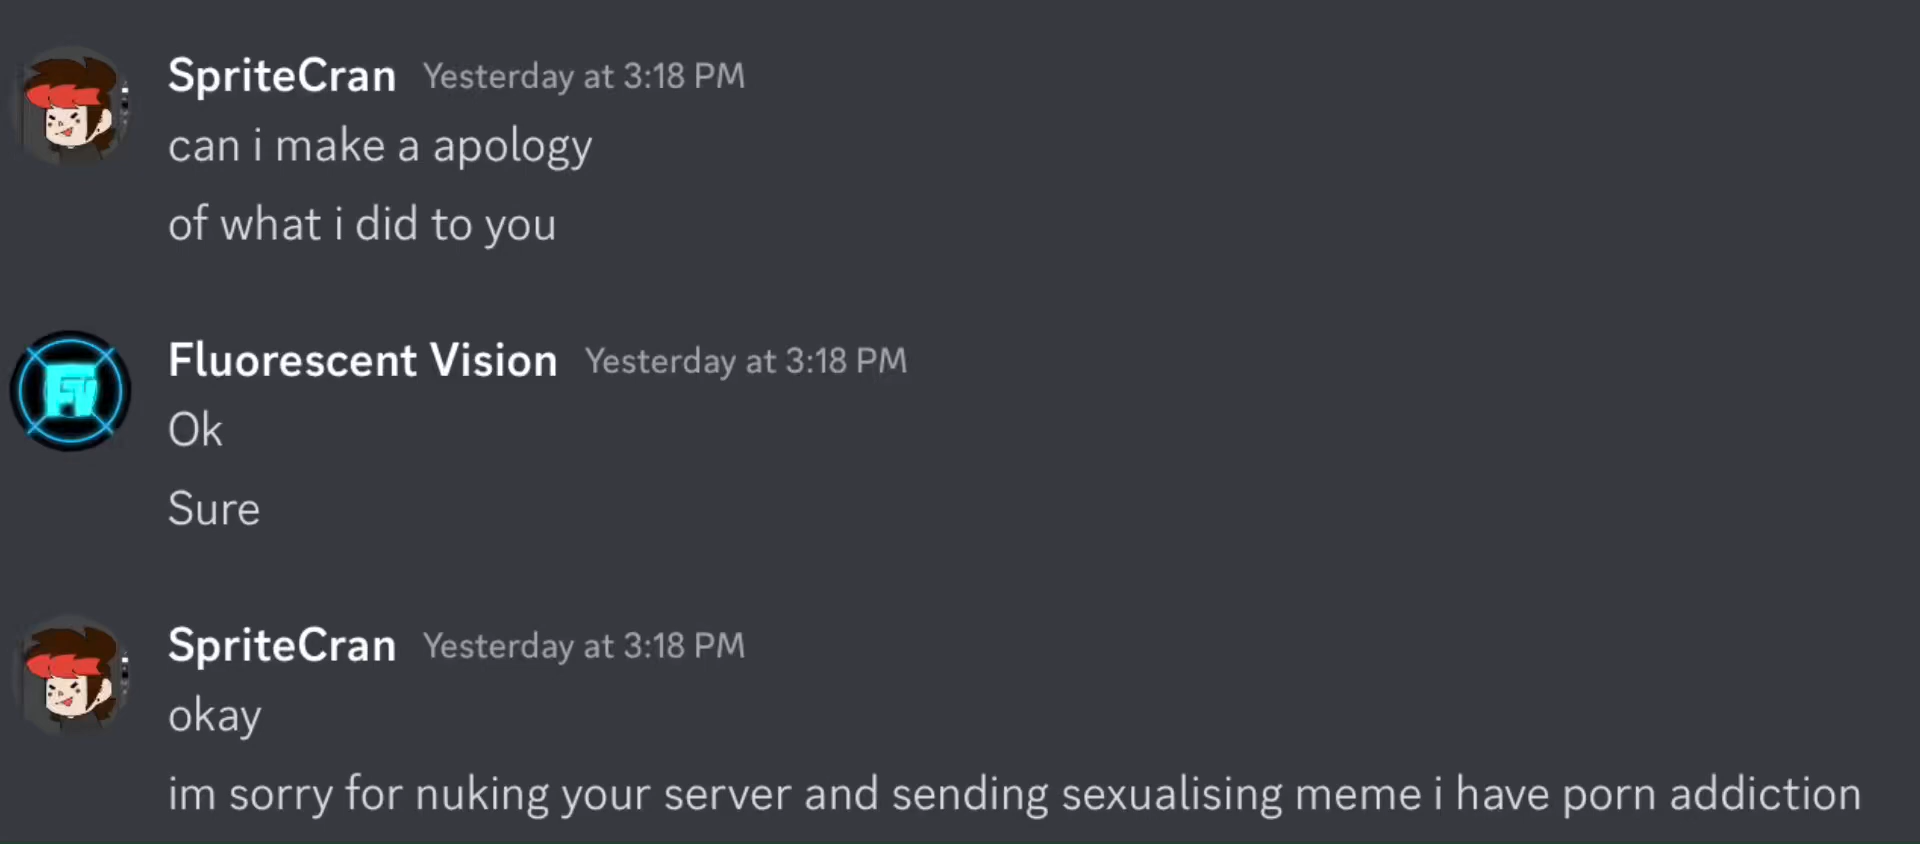 SpriteCran Yesterday at 3:18 PM
can i make a apology
of what i did to you
Fluorescent Vision Yesterday at 3:18 PM
FV
Ok
Sure
SpriteCran Yesterday at 3:18 PM
okay
im sorry for nuking your server and sending sexualising meme i have porn addiction